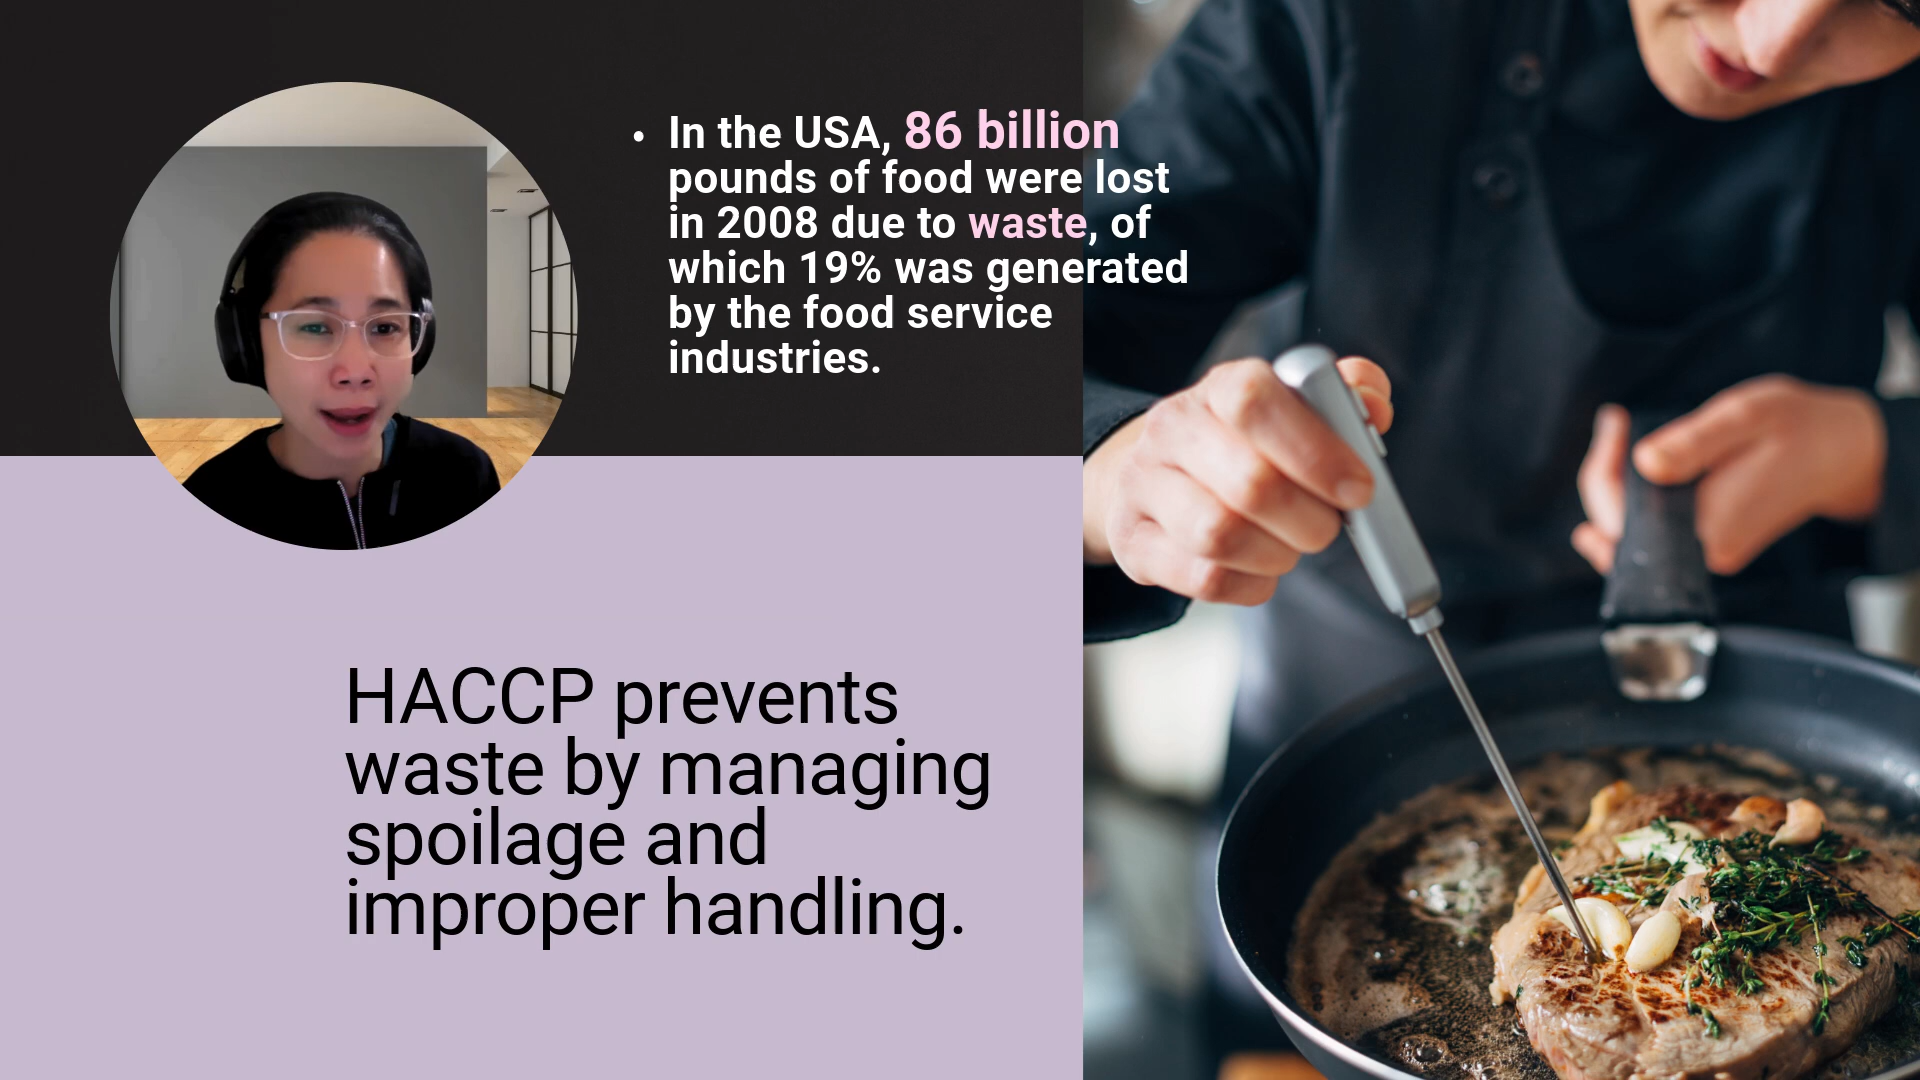 • In the USA, 86 billion
pounds of food were lost
in 2008 due to waste, of
which 19% was generated
by the food service
industries.
HACCP prevents
waste by managing
spoilage and
improper handling.